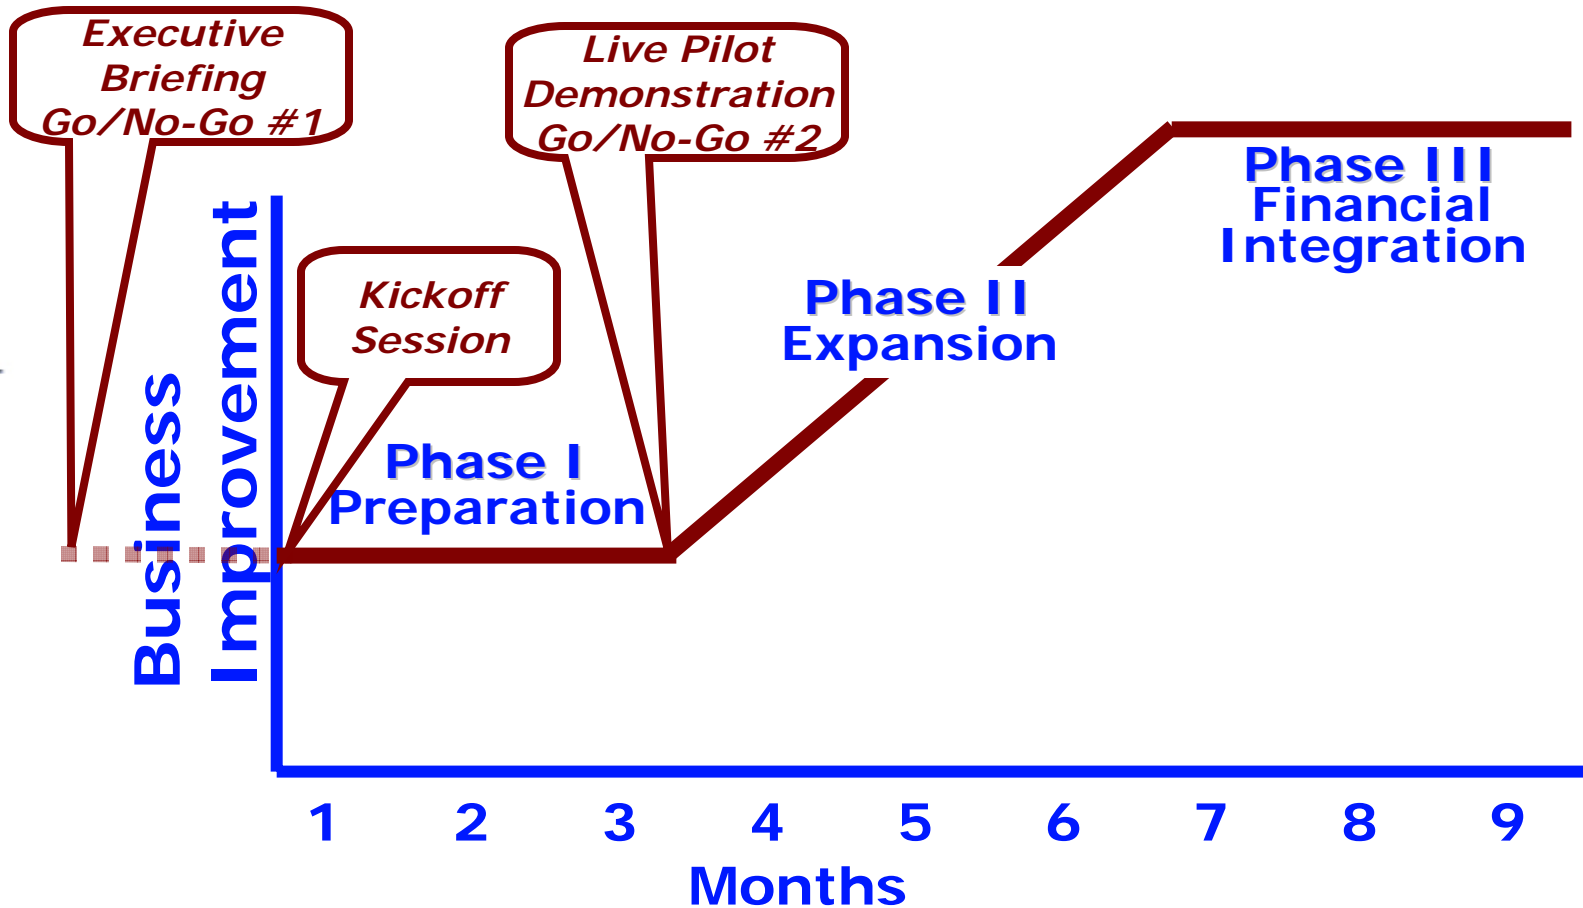 Executive
Briefing
Go/No-Go #1
Live Pilot
Demonstration
Go/No-Go #2
Kickoff
Session
Phase III
Financial
Integration
Phase II
Expansion
Phase I
Preparation
Business
Improvement
1 2 3 4 5 6 7 8 9
Months